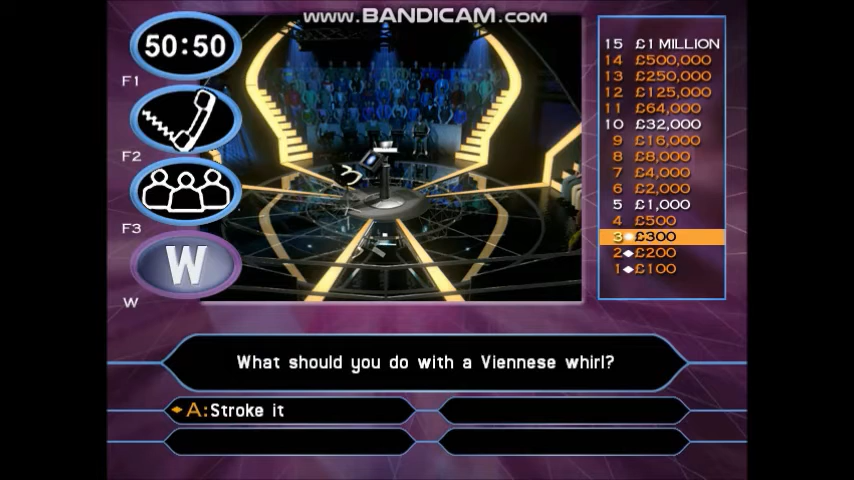 www.BANDICAM.com
50:50
F1
F2
F3
W
W
15 £1 MILLION
14 £500,000
13 £250,000
12 £125,000
11 £64,000
10 £32,000
9 £16,000
8 £8,000
7 £4,000
6 £2,000
5 £1,000
4 £500
3 £300
2 £200
1 £100
What should you do with a Viennese whirl?
A: Stroke it